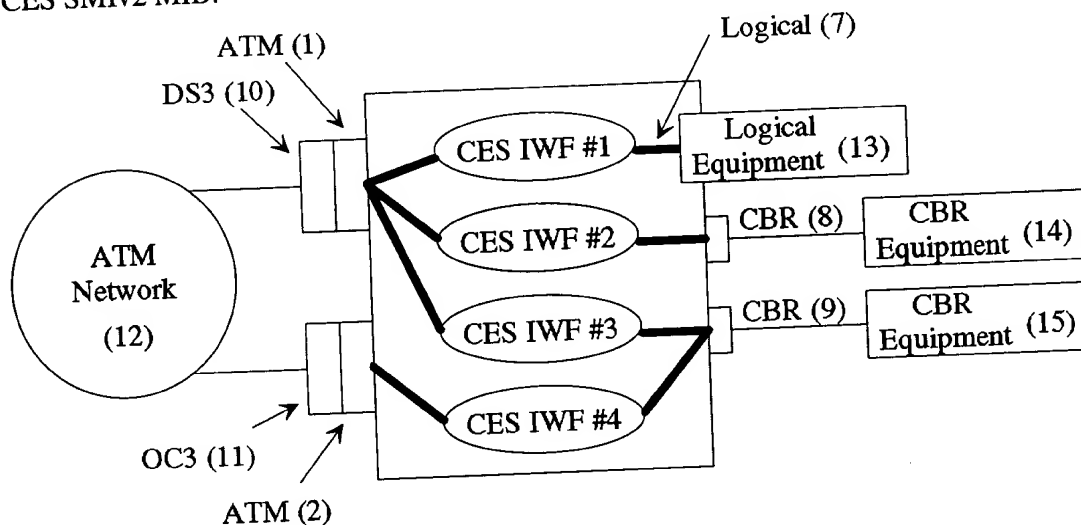 CES SMIv2 MIB.
Logical (7)
ATM (1)
DS3 (10)
CES IWF #1
Logical
Equipment (13)
CES IWF #2
CBR (8)
CBR
Equipment (14)
ATM
Network
(12)
CES IWF #3
CBR (9)
CBR
Equipment (15)
CES IWF #4
OC3 (11)
ATM (2)